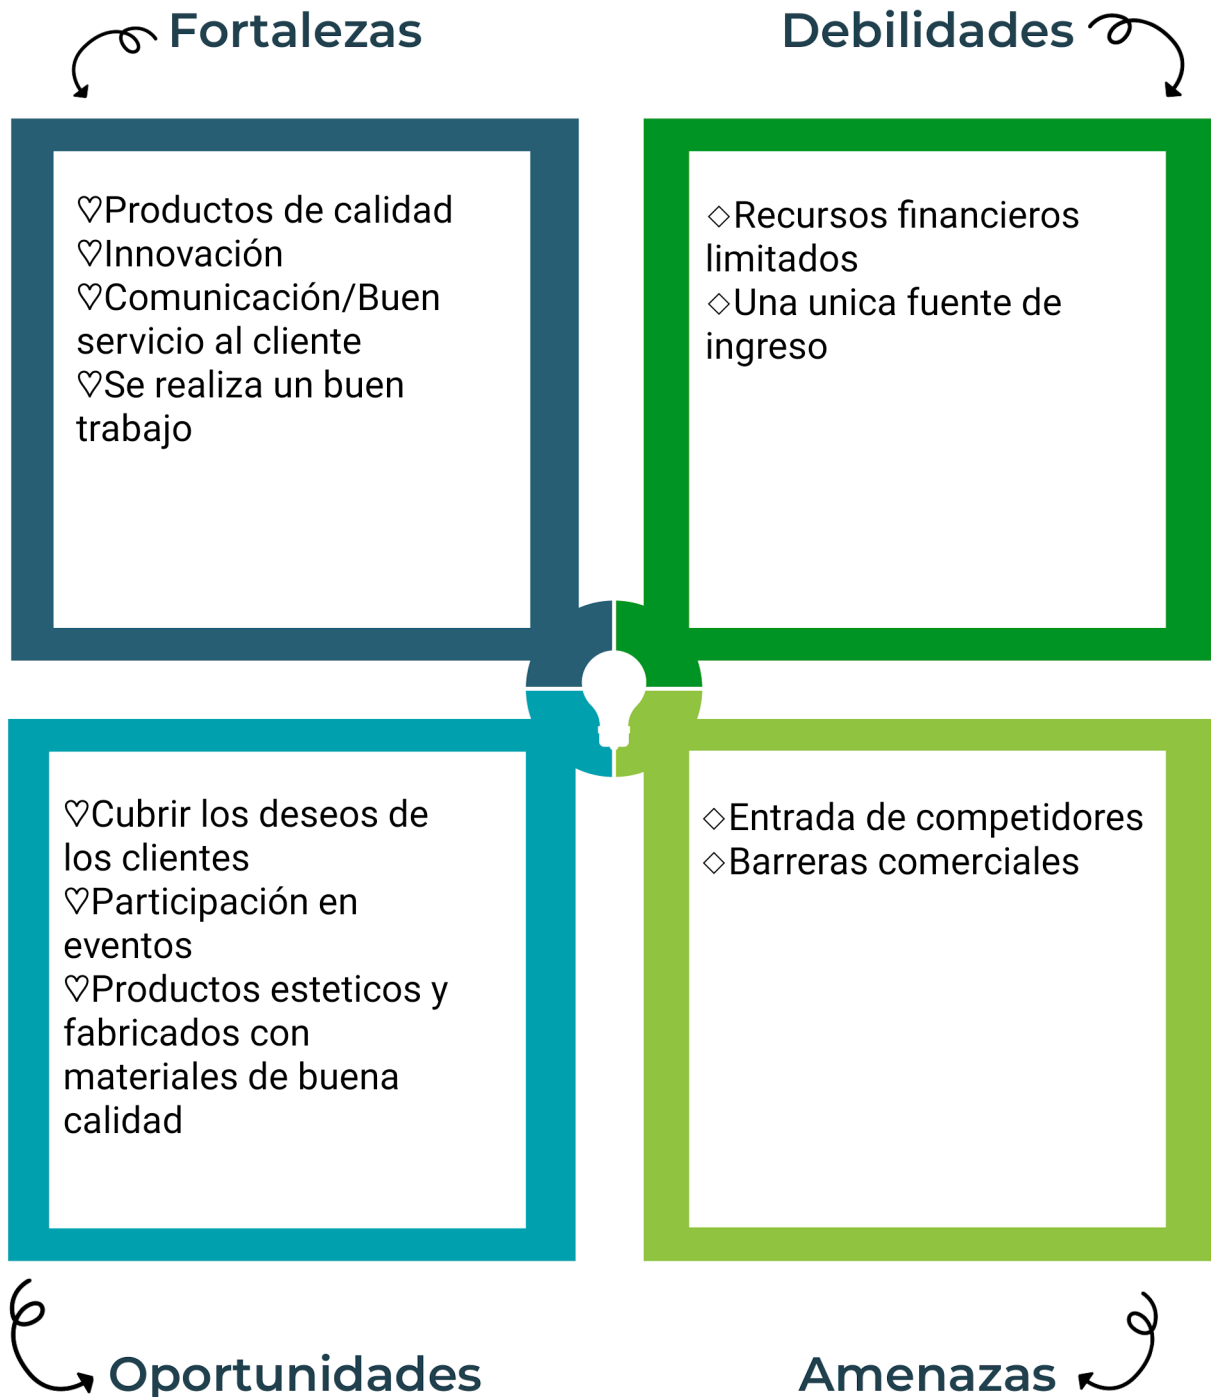 Fortalezas
♡Productos de calidad
♡Innovación
♡Comunicación/Buen
servicio al cliente
♡Se realiza un buen
trabajo
Debilidades
◇Recursos financieros
limitados
◇Una unica fuente de
ingreso
♡Cubrir los deseos de
los clientes
♡Participación en
eventos
♡Productos esteticos y
fabricados con
materiales de buena
calidad
Oportunidades
◇Entrada de competidores
◇Barreras comerciales
Amenazas